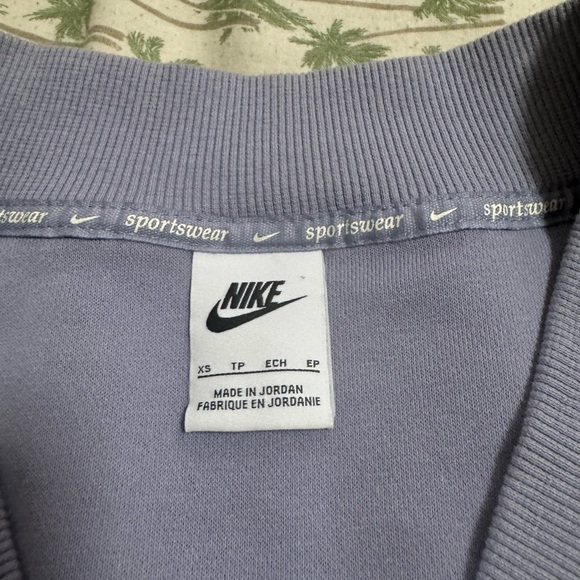 sportswear sportswear sportswear
NIKE
XS TP ECH EP
MADE IN JORDAN
FABRIQUE EN JORDANIE